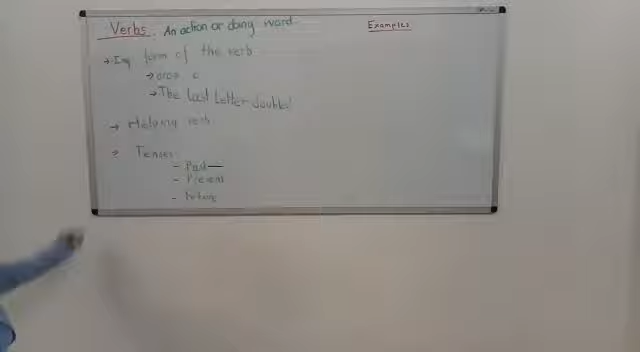 Verbs. An action or doing word
Examples
→ Ing form of the verb
→ drop e
→ The last letter doubled
→ Helping verb
→ Tenses
- Past
- Present
- Future